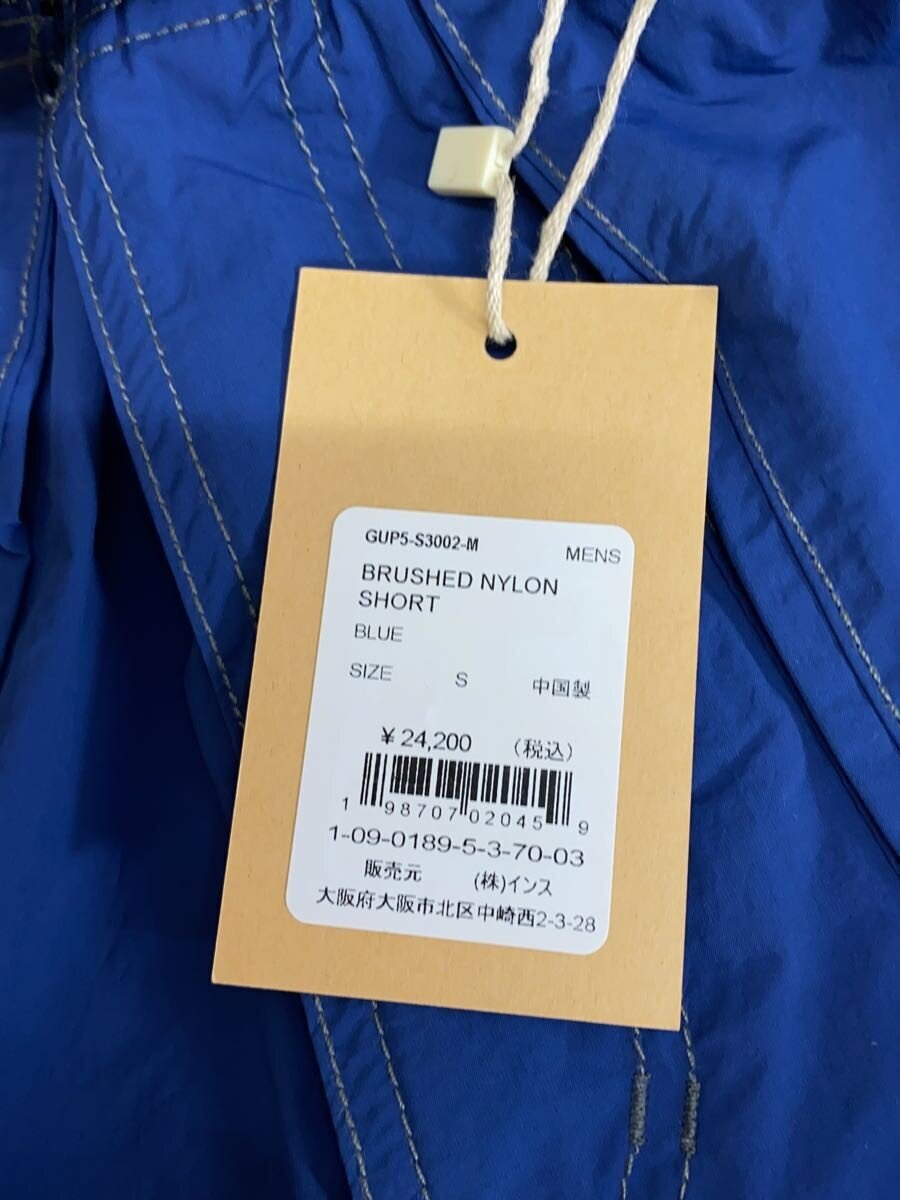 GUP5-S3002-M
MENS
BRUSHED NYLON
SHORT
BLUE
SIZE S 中国製
¥24,200 (税込)
1 98707 02045 9
1-09-0189-5-3-70-03
販売元 (株)インス
大阪府大阪市北区中崎西2-3-28